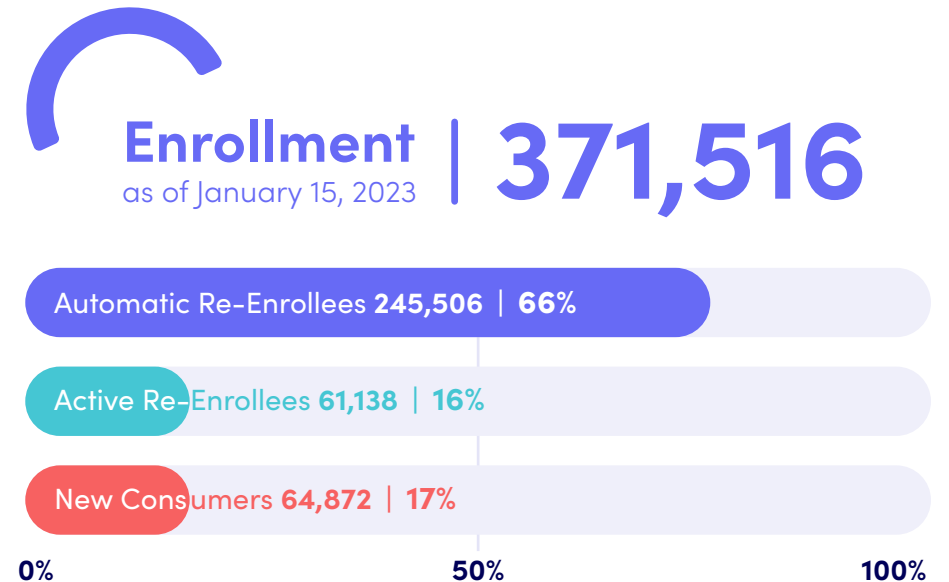 Enrollment
as of January 15, 2023
371,516
Automatic Re-Enrollees 245,506 | 66%
Active Re-Enrollees 61,138 | 16%
New Consumers 64,872 | 17%
0% 50% 100%